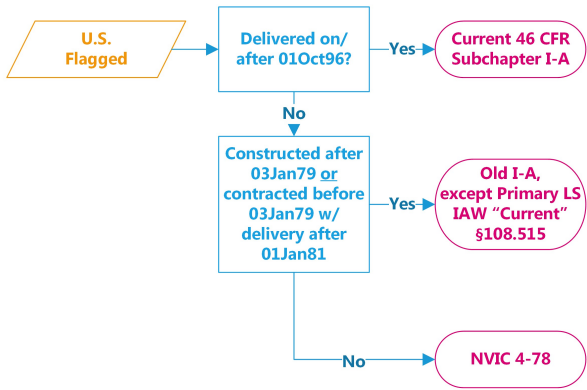 U.S.
Flagged
Delivered on/
after 01Oct96?
Yes
Current 46 CFR
Subchapter I-A
No
Constructed after
03Jan79 or
contracted before
03Jan79 w/
delivery after
01Jan81
Yes
Old I-A,
except Primary LS
IAW “Current”
§108.515
No
NVIC 4-78